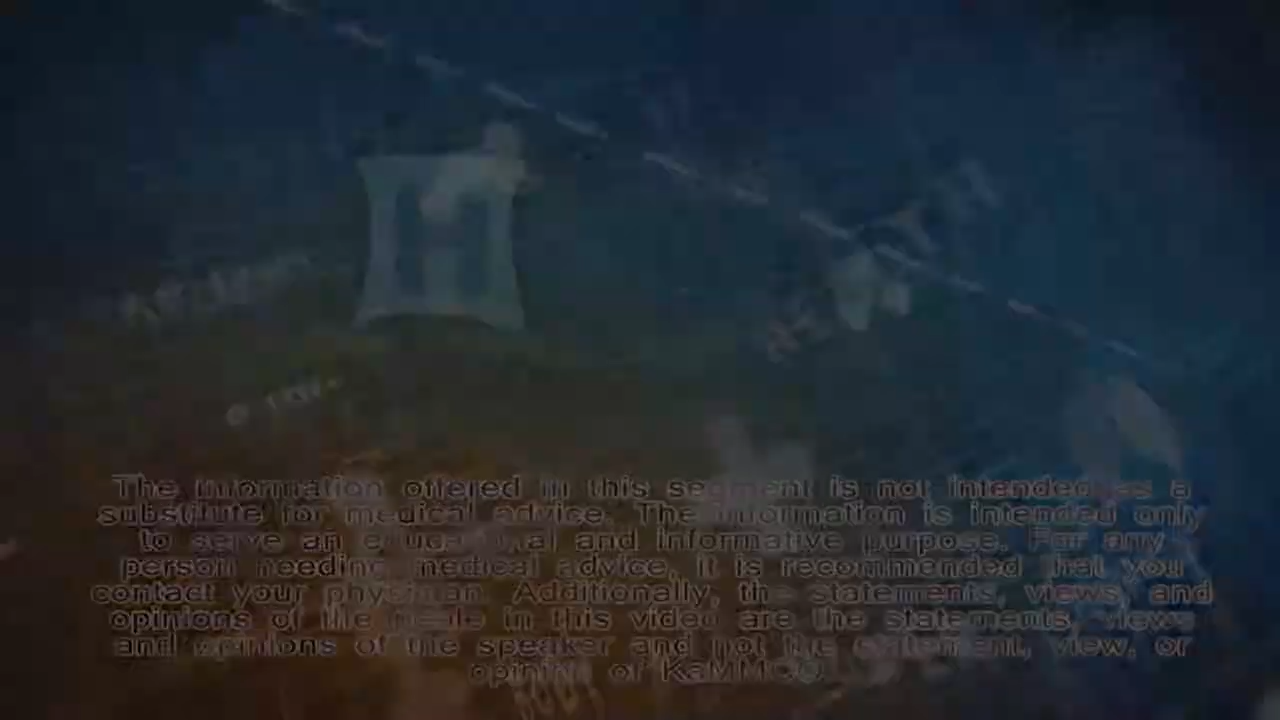 The information offered in this segment is not intended as a
substitute for medical advice. The information is intended only
to serve an educational and informative purpose. For any
person needing medical advice, it is recommended that you
contact your physician. Additionally, the statements, views, and
opinions of the people in this video are the statements, views
and opinions of the speaker and not the statement, view, or
opinion of KaMMCO.